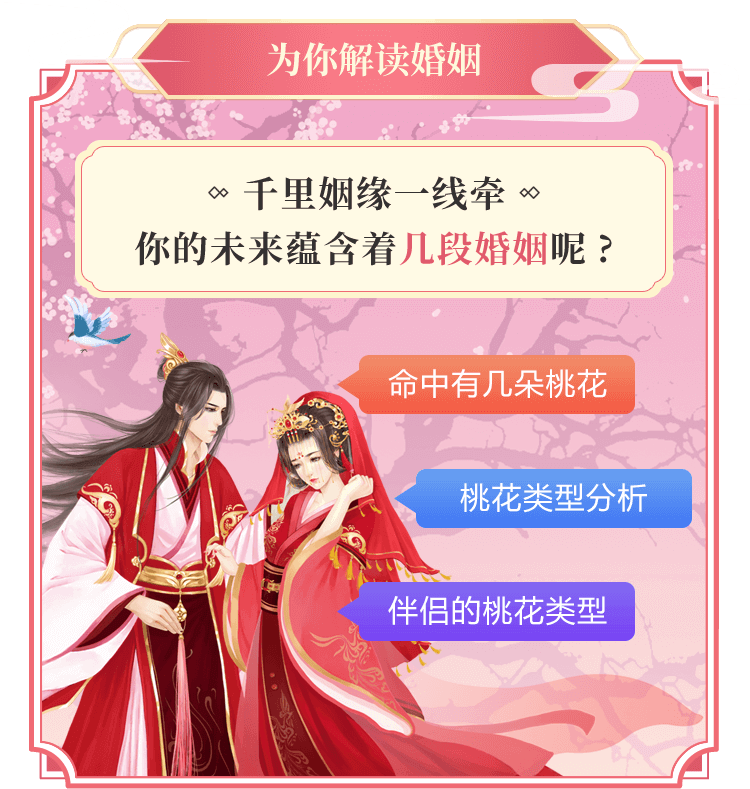 为你解读婚姻
千里姻缘一线牵
你的未来蕴含着几段婚姻呢？
命中有几朵桃花
桃花类型分析
伴侣的桃花类型